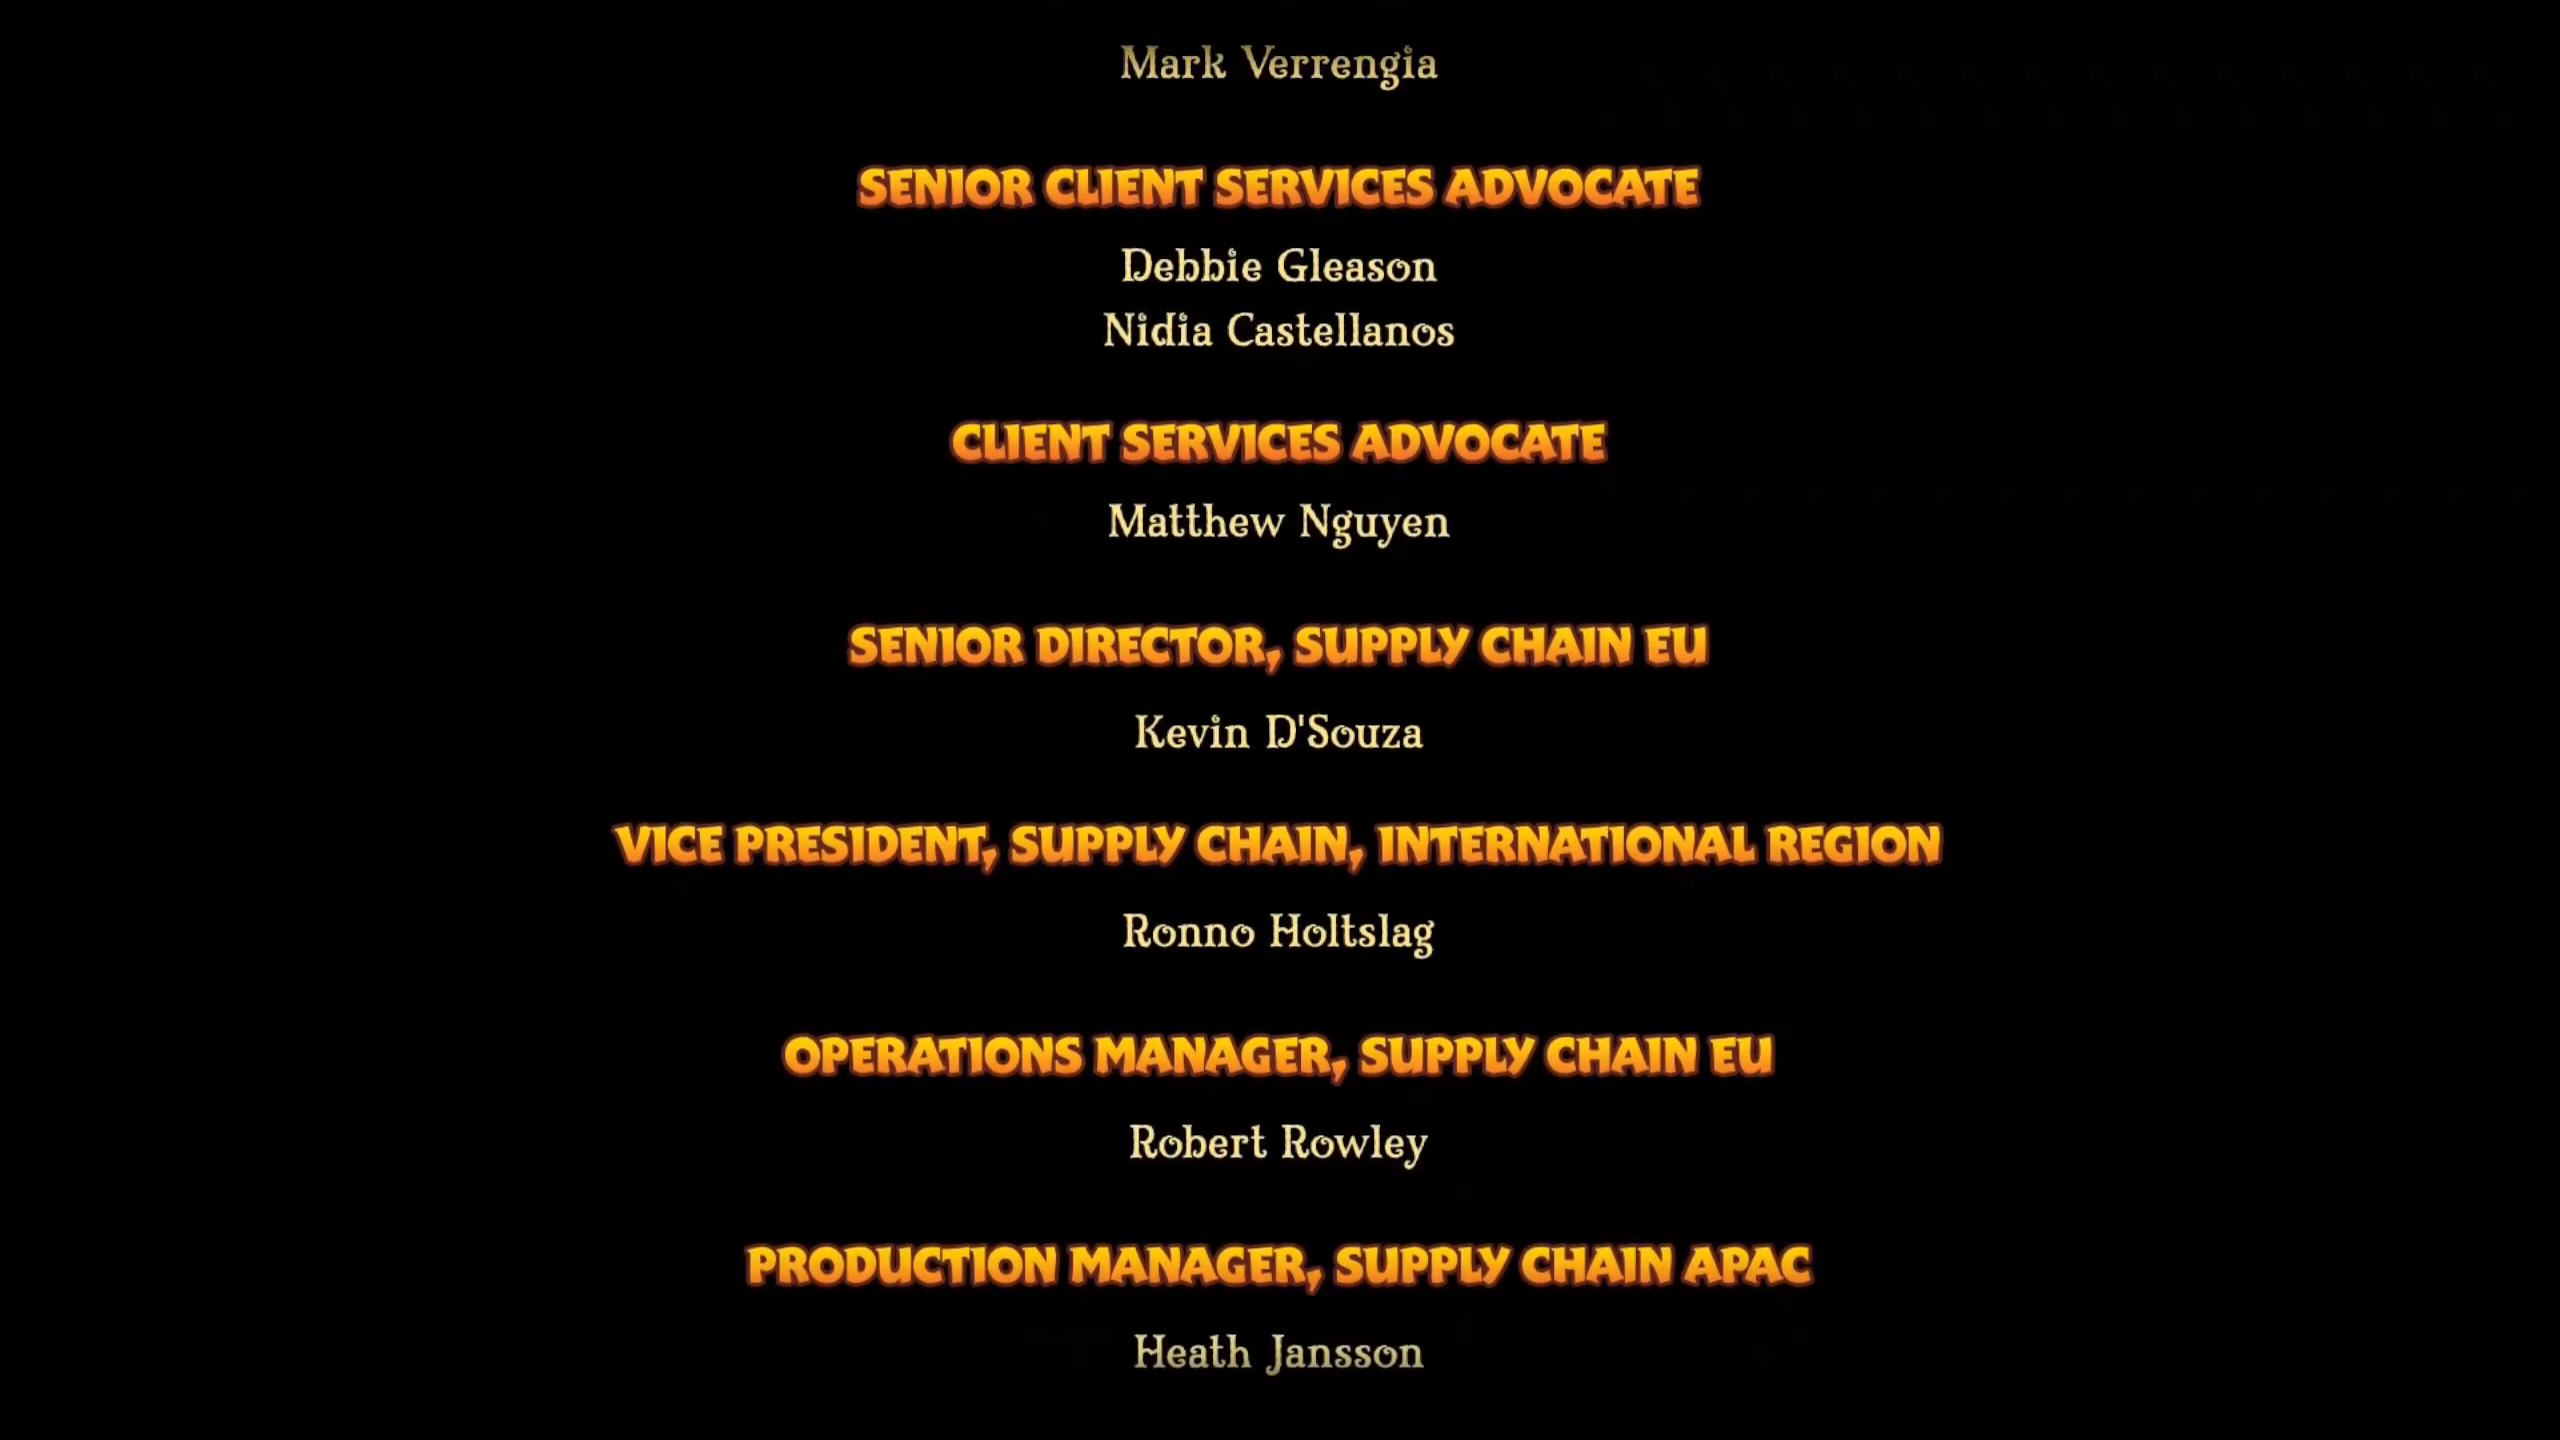 Mark Verrengia
SENIOR CLIENT SERVICES ADVOCATE
Debbie Gleason
Nidia Castellanos
CLIENT SERVICES ADVOCATE
Matthew Nguyen
SENIOR DIRECTOR, SUPPLY CHAIN EU
Kevin D'Souza
VICE PRESIDENT, SUPPLY CHAIN, INTERNATIONAL REGION
Ronno Holtslag
OPERATIONS MANAGER, SUPPLY CHAIN EU
Robert Rowley
PRODUCTION MANAGER, SUPPLY CHAIN APAC
Heath Jansson